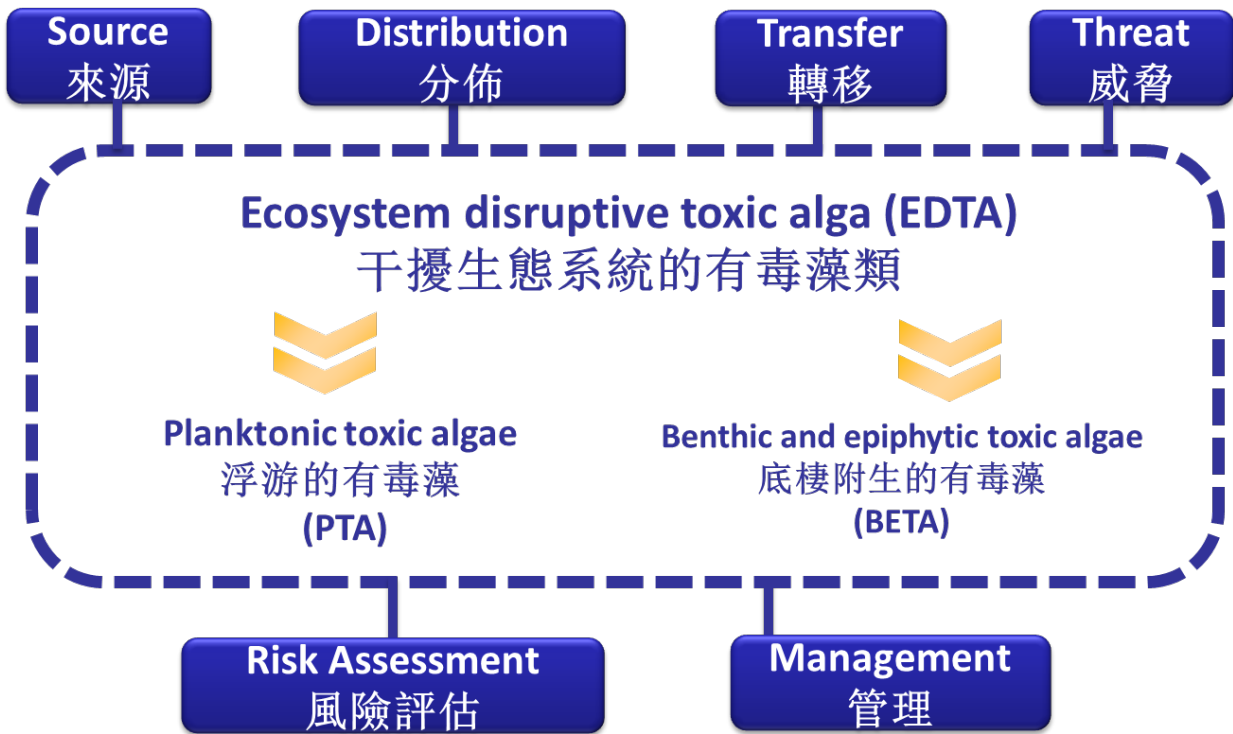 Source
來源
Distribution
分佈
Transfer
轉移
Threat
威脅
Ecosystem disruptive toxic alga (EDTA)
干擾生態系統的有毒藻類
Planktonic toxic algae
浮游的有毒藻
(PTA)
Benthic and epiphytic toxic algae
底棲附生的有毒藻
(BETA)
Risk Assessment
風險評估
Management
管理